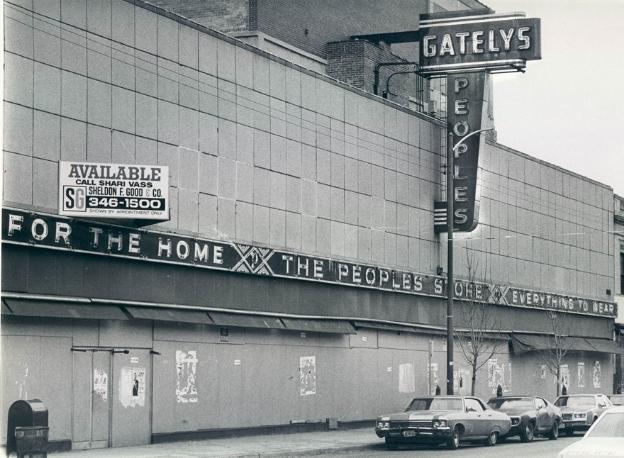 GATELYS
PEOPLES
AVAILABLE
CALL SHARI VASS
SG SHELDON F. GOOD & CO.
346-1500
SHOWN BY APPOINTMENT ONLY
FOR THE HOME THE PEOPLES STORE EVERYTHING TO WEAR